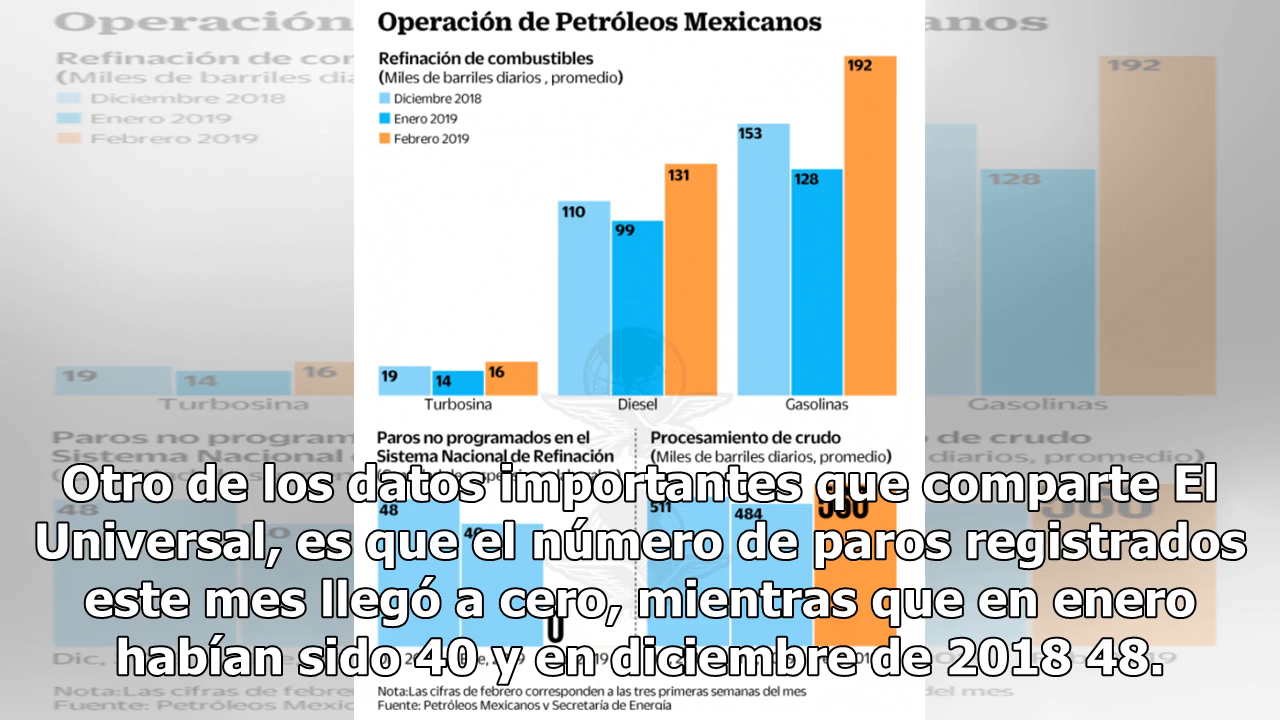 Operación de Petróleos Mexicanos
Refinación de combustibles
(Miles de barriles diarios , promedio)
Diciembre 2018
Enero 2019
Febrero 2019
192
153
128
131
110
99
19
14
16
Turbosina
Diesel
Gasolinas
Paros no programados en el
Sistema Nacional de Refinación
48
40
0
Procesamiento de crudo
(Miles de barriles diarios, promedio)
511
484
Otro de los datos importantes que comparte El
Universal, es que el número de paros registrados
este mes llegó a cero, mientras que en enero
habían sido 40 y en diciembre de 2018 48.
Nota:Las cifras de febrero corresponden a las tres primeras semanas del mes
Fuente: Petróleos Mexicanos y Secretaría de Energía